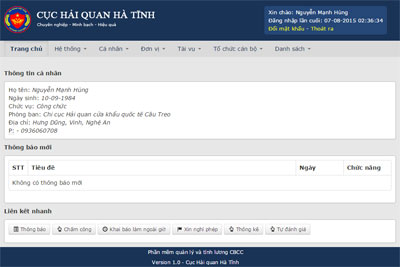 CỤC HẢI QUAN HÀ TĨNH
Chuyên nghiệp - Minh bạch - Hiệu quả
Xin chào: Nguyễn Mạnh Hùng
Đăng nhập lần cuối: 07-08-2015 02:36:34
Đổi mật khẩu - Thoát ra
Trang chủ Hệ thống Cá nhân Đơn vị Tài vụ Tổ chức cán bộ Danh sách
Thông tin cá nhân
Họ tên: Nguyễn Mạnh Hùng
Ngày sinh: 10-09-1984
Chức vụ: Công chức
Phòng ban: Chi cục Hải quan cửa khẩu quốc tế Cầu Treo
Địa chỉ: Hưng Dũng, Vinh, Nghệ An
P: - 0936060708
Thông báo mới
STT Tiêu đề Ngày Chức năng
Không có thông báo mới
Liên kết nhanh
Thông báo Chấm công Khai báo làm ngoài giờ Xin nghỉ phép Thống kê Tự đánh giá
Phần mềm quản lý và tính lương CBCC
Version 1.0 - Cục Hải quan Hà Tĩnh